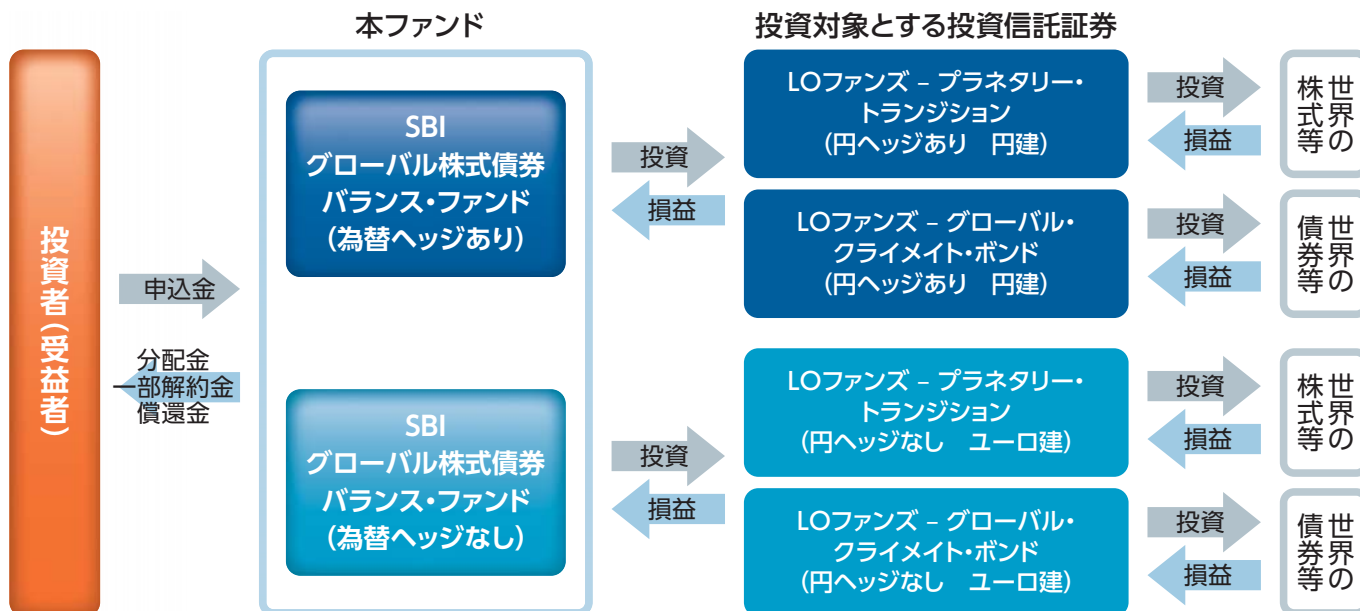 本ファンド
投資対象とする投資信託証券
投資者(受益者)
申込金
分配金
一部解約金
償還金
SBI
グローバル株式債券
バランス・ファンド
(為替ヘッジあり)
投資
損益
LOファンズ – プラネタリー・
トランジション
(円ヘッジあり　円建)
投資
損益
世界の
株式等
LOファンズ – グローバル・
クライメイト・ボンド
(円ヘッジあり　円建)
投資
損益
世界の
債券等
SBI
グローバル株式債券
バランス・ファンド
(為替ヘッジなし)
投資
損益
LOファンズ – プラネタリー・
トランジション
(円ヘッジなし　ユーロ建)
投資
損益
世界の
株式等
LOファンズ – グローバル・
クライメイト・ボンド
(円ヘッジなし　ユーロ建)
投資
損益
世界の
債券等